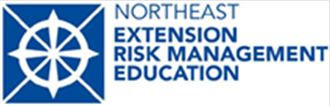 NORTHEAST
EXTENSION
RISK MANAGEMENT
EDUCATION